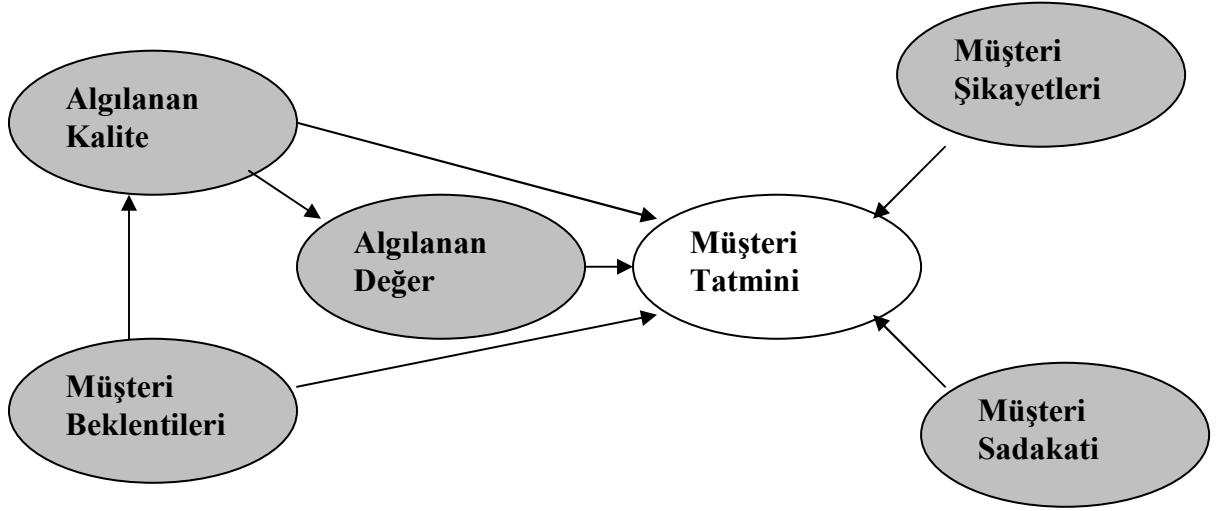 Algılanan
Kalite
Müşteri
Şikayetleri
Algılanan
Değer
Müşteri
Tatmini
Müşteri
Beklentileri
Müşteri
Sadakati